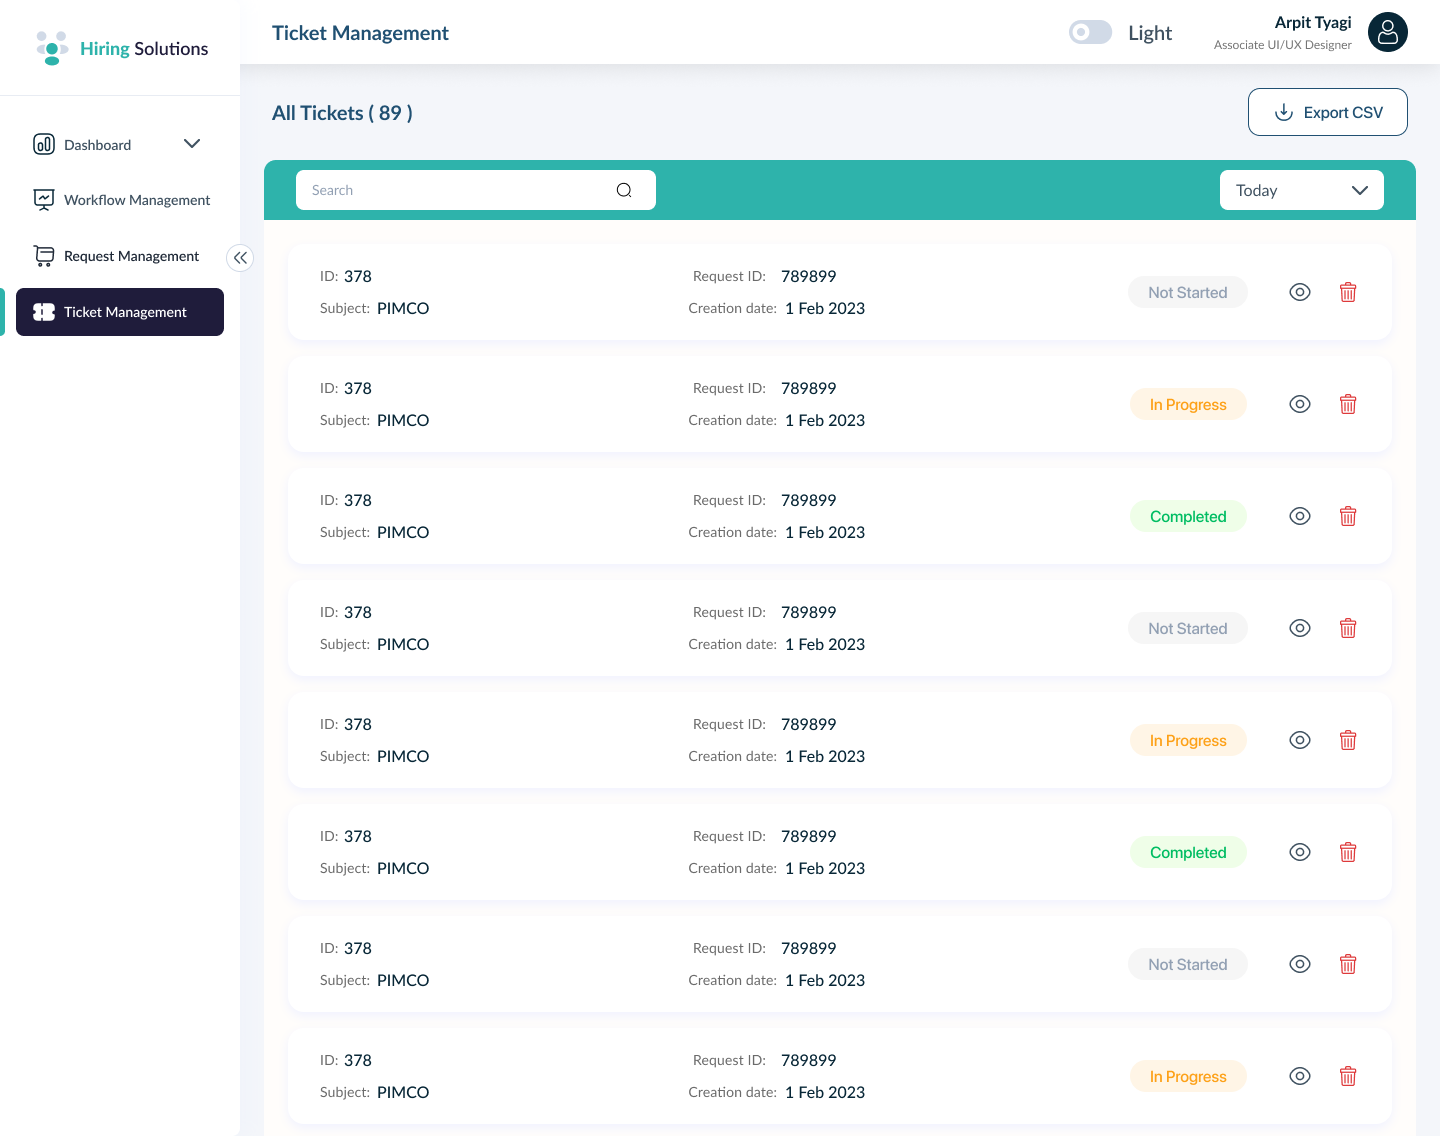 Hiring Solutions
Ticket Management
Light
Arpit Tyagi
Associate UI/UX Designer
Dashboard
Workflow Management
Request Management
Ticket Management
All Tickets ( 89 )
Export CSV
Search
Today
ID: 378
Request ID: 789899
Subject: PIMCO
Creation date: 1 Feb 2023
Not Started
ID: 378
Request ID: 789899
Subject: PIMCO
Creation date: 1 Feb 2023
In Progress
ID: 378
Request ID: 789899
Subject: PIMCO
Creation date: 1 Feb 2023
Completed
ID: 378
Request ID: 789899
Subject: PIMCO
Creation date: 1 Feb 2023
Not Started
ID: 378
Request ID: 789899
Subject: PIMCO
Creation date: 1 Feb 2023
In Progress
ID: 378
Request ID: 789899
Subject: PIMCO
Creation date: 1 Feb 2023
Completed
ID: 378
Request ID: 789899
Subject: PIMCO
Creation date: 1 Feb 2023
Not Started
ID: 378
Request ID: 789899
Subject: PIMCO
Creation date: 1 Feb 2023
In Progress